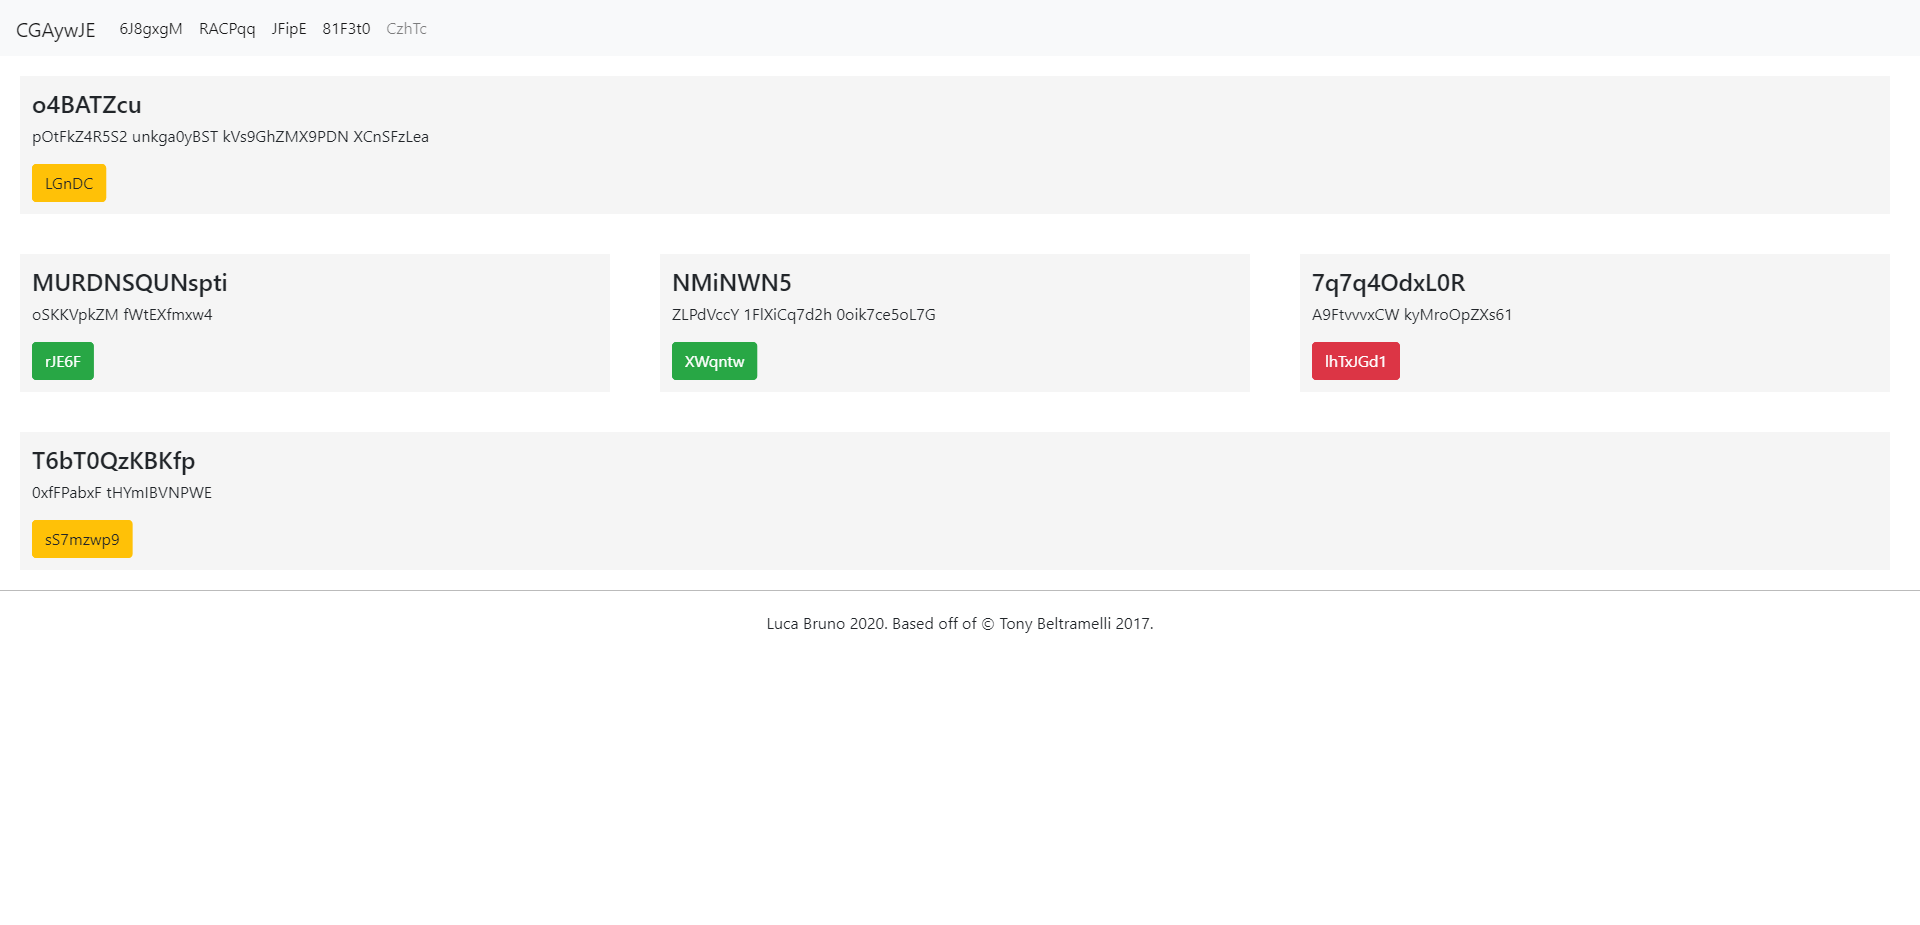 CGAywJE 6J8gxgM RACPqq JFipE 81F3t0 CzhTc
o4BATZcu
pOtFkZ4R5S2 unkga0yBST kVs9GhZMX9PDN XCnSFzLea
LGnDC
MURDNSQUNspti
oSKKVpkZM fWtEXfmxw4
rJE6F
NMiNWN5
ZLPdVccY 1FlXiCq7d2h 0oik7ce5oL7G
XWqntw
7q7q4OdxL0R
A9FtvvvxCW kyMroOpZXs61
lhTxJGd1
T6bT0QzKBKfp
0xfFPabxF tHYmIBVNPWE
sS7mzwp9
Luca Bruno 2020. Based off of © Tony Beltramelli 2017.